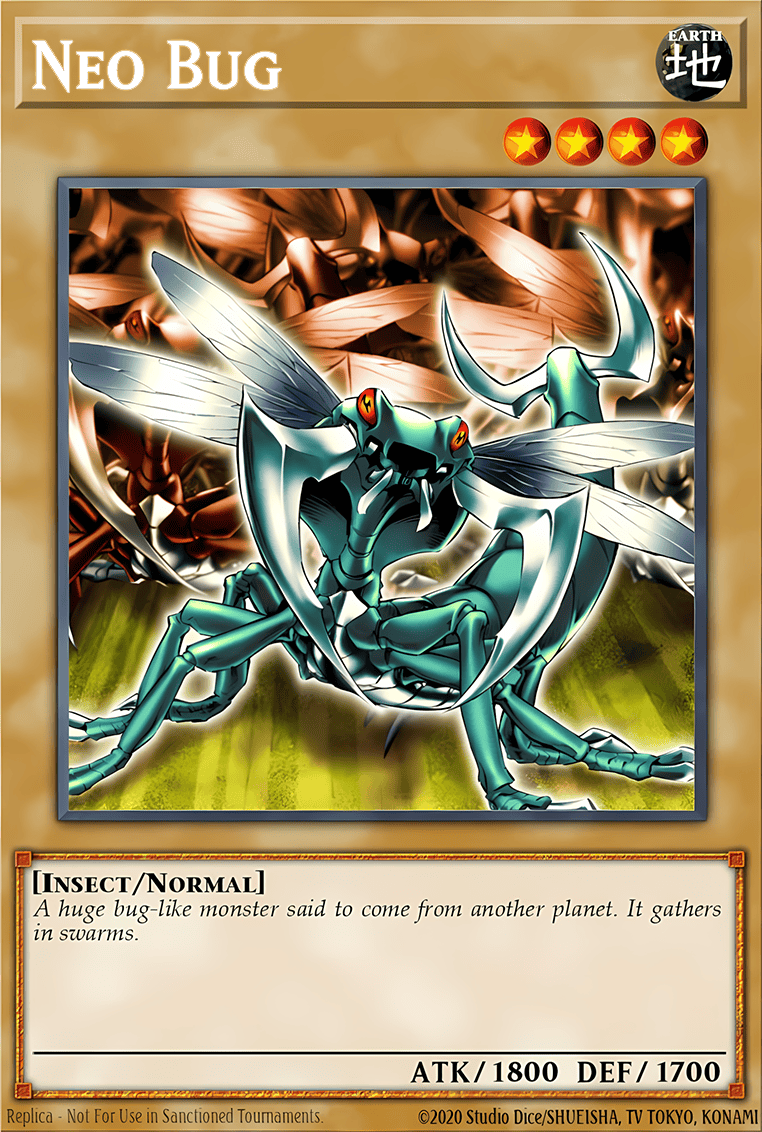 Neo Bug
EARTH
地
[Insect/Normal]
A huge bug-like monster said to come from another planet. It gathers
in swarms.
ATK/1800 DEF/1700
Replica - Not For Use in Sanctioned Tournaments.
©2020 Studio Dice/SHUEISHA, TV TOKYO, KONAMI